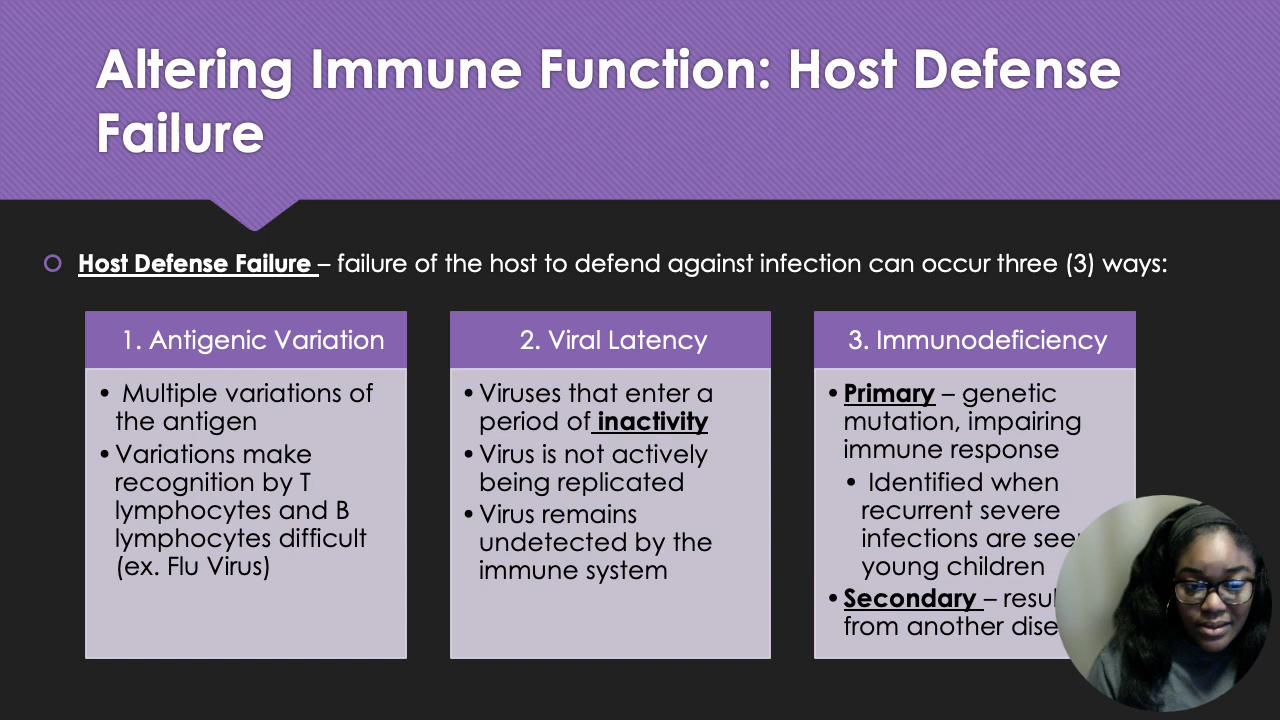 Altering Immune Function: Host Defense
Failure
Host Defense Failure – failure of the host to defend against infection can occur three (3) ways:
1. Antigenic Variation
• Multiple variations of
the antigen
• Variations make
recognition by T
lymphocytes and B
lymphocytes difficult
(ex. Flu Virus)
2. Viral Latency
• Viruses that enter a
period of inactivity
• Virus is not actively
being replicated
• Virus remains
undetected by the
immune system
3. Immunodeficiency
• Primary – genetic
mutation, impairing
immune response
• Identified when
recurrent severe
infections are
young children
• Secondary –
from another